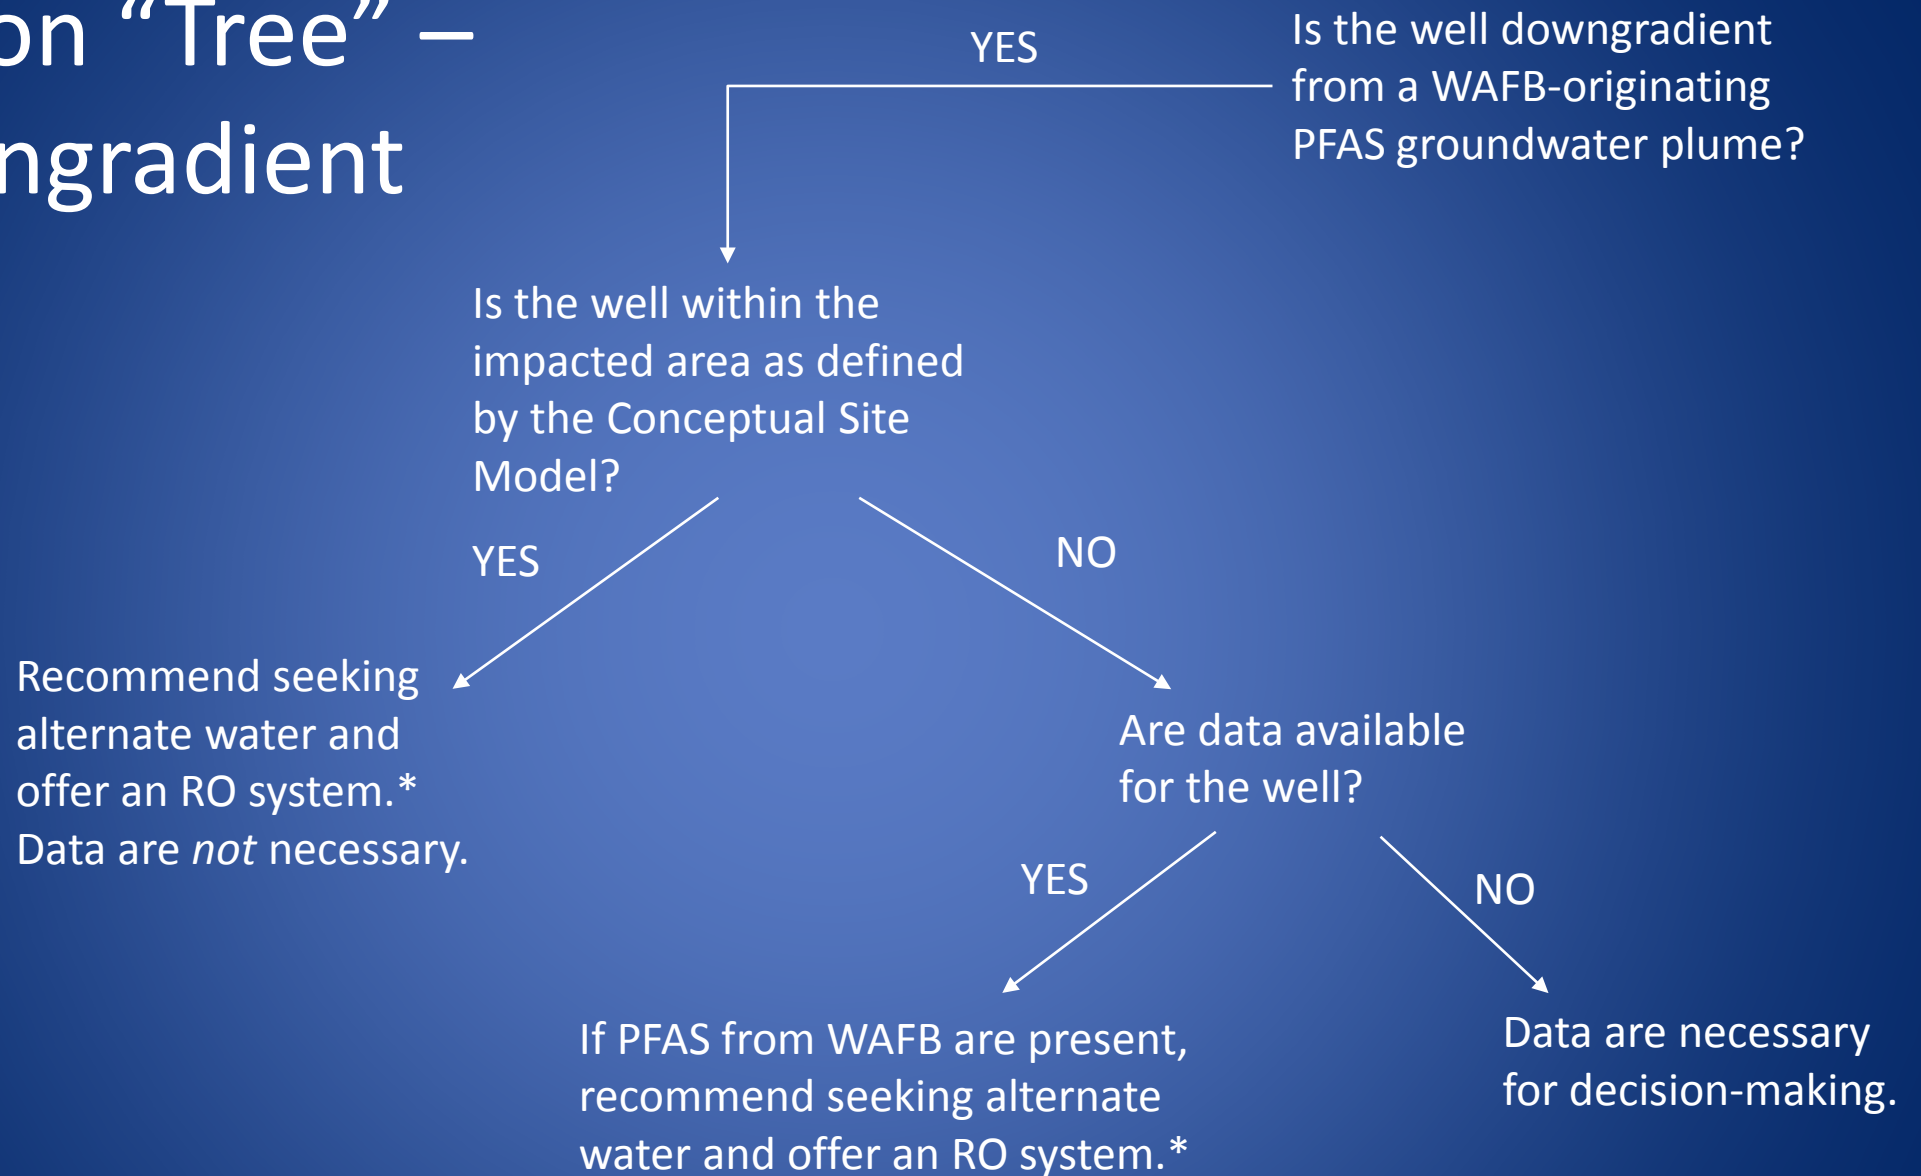 on “Tree” –
ngradient
YES
Is the well downgradient
from a WAFB-originating
PFAS groundwater plume?
Is the well within the
impacted area as defined
by the Conceptual Site
Model?
YES
NO
Recommend seeking
alternate water and
offer an RO system.*
Data are not necessary.
Are data available
for the well?
YES
NO
If PFAS from WAFB are present,
recommend seeking alternate
water and offer an RO system.*
Data are necessary
for decision-making.